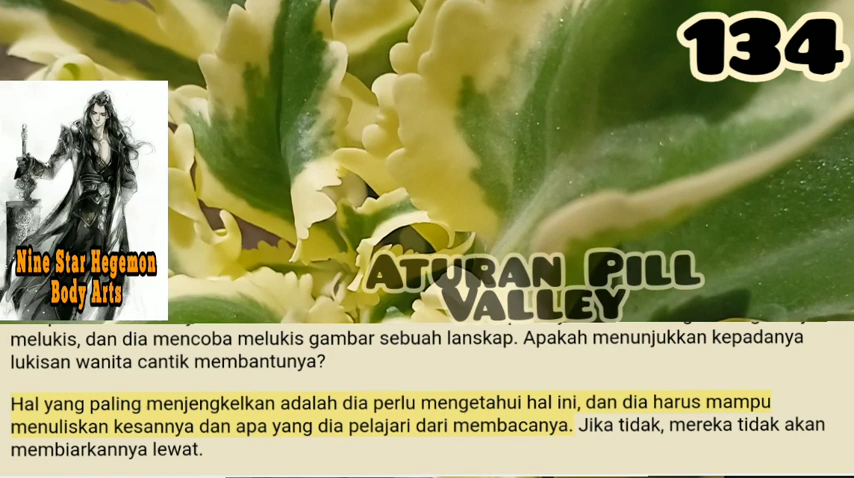 134
Nine Star Hegemon
Body Arts
ATURAN PILL
VALLEY
melukis, dan dia mencoba melukis gambar sebuah lanskap. Apakah menunjukkan kepadanya
lukisan wanita cantik membantunya?
Hal yang paling menjengkelkan adalah dia perlu mengetahui hal ini, dan dia harus mampu
menuliskan kesannya dan apa yang dia pelajari dari membacanya. Jika tidak, mereka tidak akan
membiarkannya lewat.